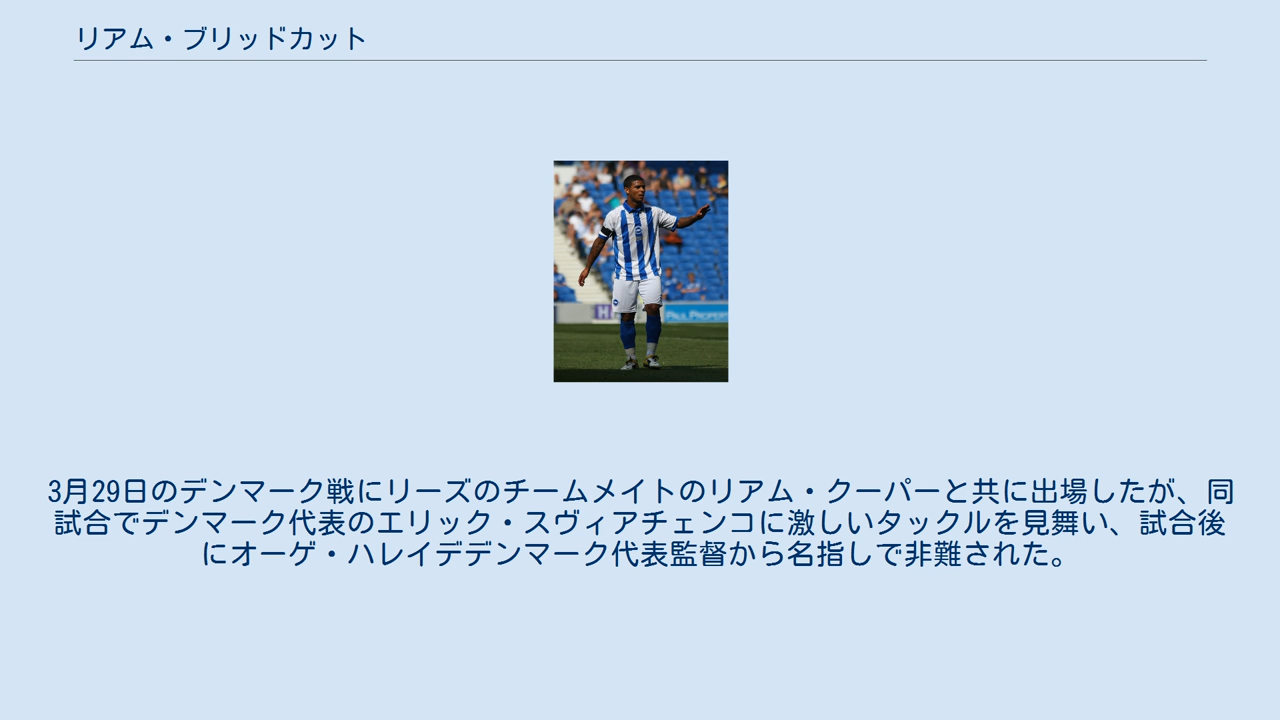 リアム・ブリッドカット
3月29日のデンマーク戦にリーズのチームメイトのリアム・クーパーと共に出場したが、同
試合でデンマーク代表のエリック・スヴィアチェンコに激しいタックルを見舞い、試合後
にオーゲ・ハレイデデンマーク代表監督から名指しで非難された。